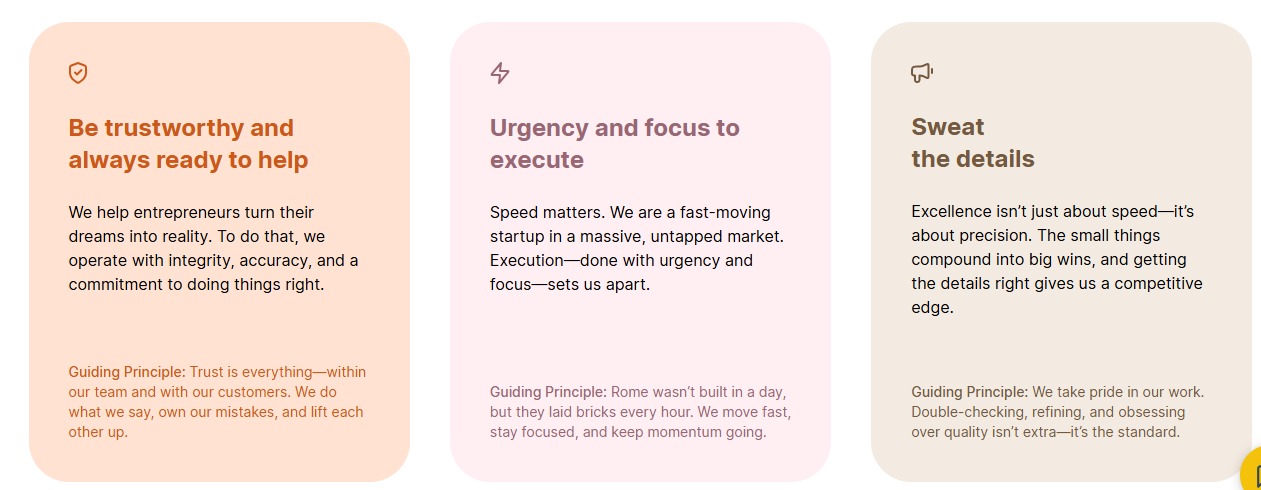 Be trustworthy and
always ready to help
We help entrepreneurs turn their
dreams into reality. To do that, we
operate with integrity, accuracy, and a
commitment to doing things right.
Guiding Principle: Trust is everything—within
our team and with our customers. We do
what we say, own our mistakes, and lift each
other up.
Urgency and focus to
execute
Speed matters. We are a fast-moving
startup in a massive, untapped market.
Execution—done with urgency and
focus—sets us apart.
Guiding Principle: Rome wasn’t built in a day,
but they laid bricks every hour. We move fast,
stay focused, and keep momentum going.
Sweat
the details
Excellence isn’t just about speed—it’s
about precision. The small things
compound into big wins, and getting
the details right gives us a competitive
edge.
Guiding Principle: We take pride in our work.
Double-checking, refining, and obsessing
over quality isn’t extra—it’s the standard.